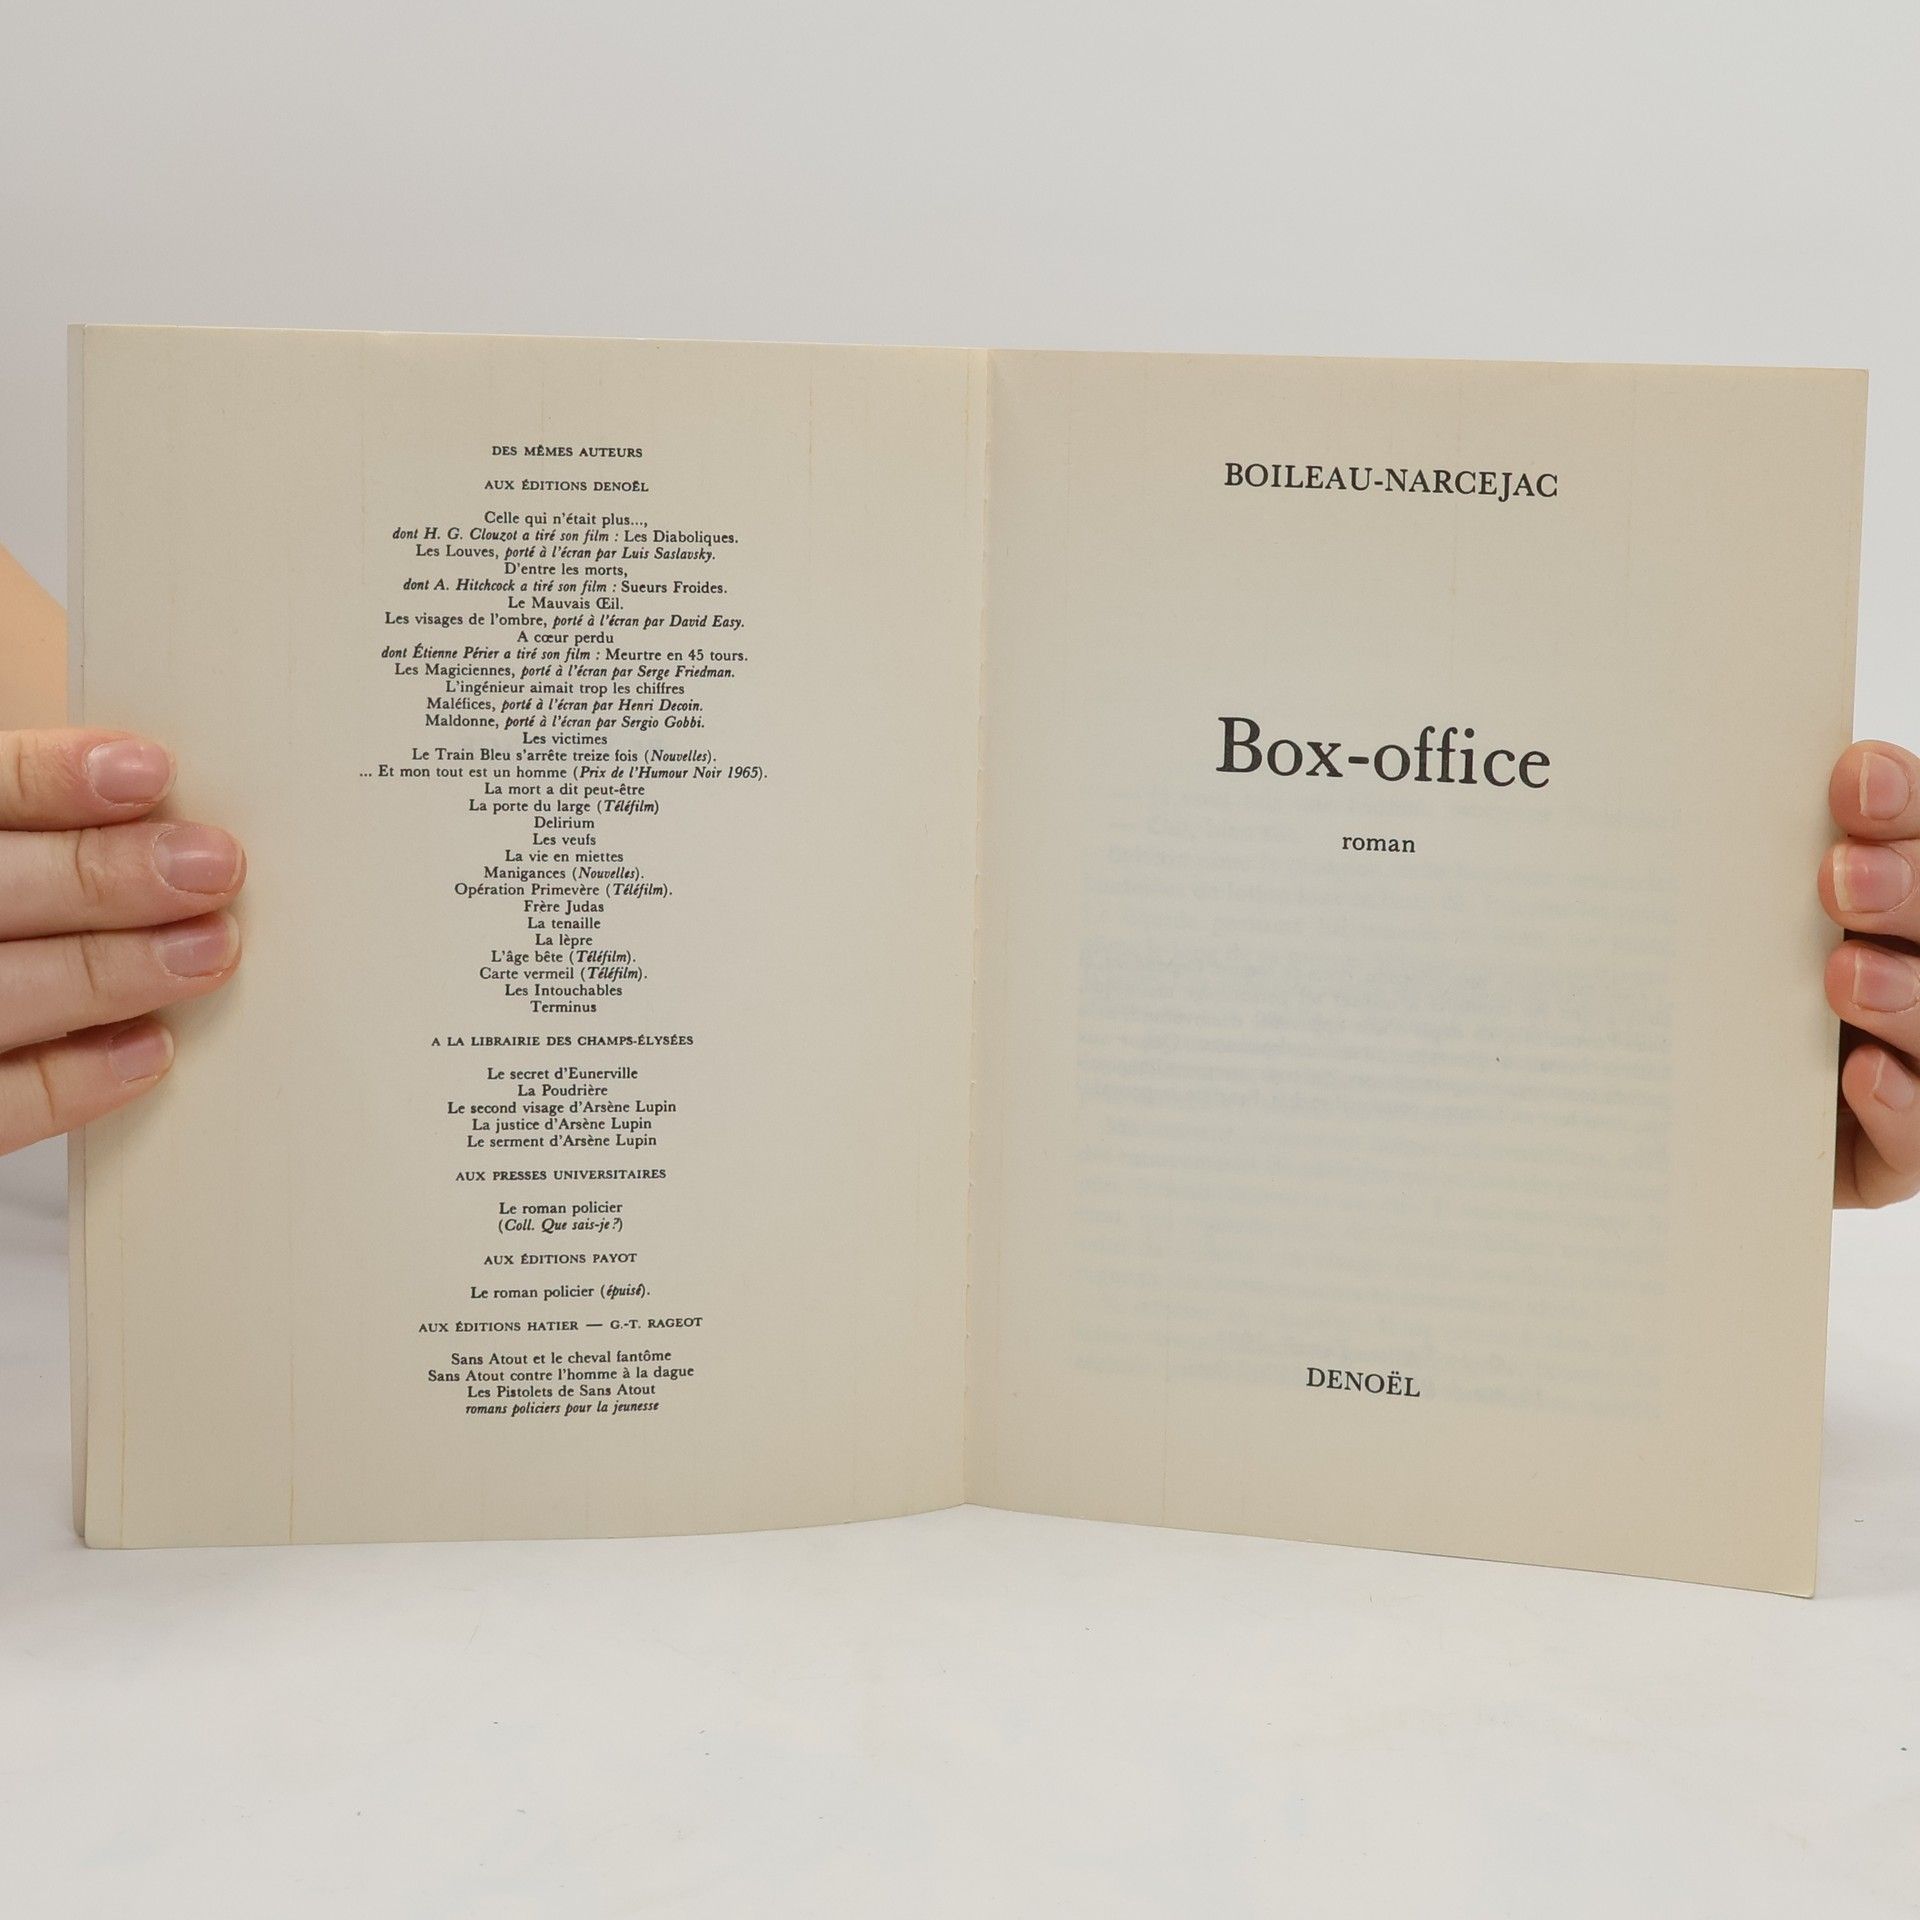 DES MÊMES AUTEURS
AUX ÉDITIONS DENOËL
Celle qui n'était plus...,
dont H. G. Clouzot a tiré son film : Les Diaboliques.
Les Louves, porté à l'écran par Luis Saslavsky.
D'entre les morts,
dont A. Hitchcock a tiré son film : Sueurs Froides.
Le Mauvais Œil.
Les visages de l'ombre, porté à l'écran par David Easy.
A cœur perdu
dont Étienne Périer a tiré son film : Meurtre en 45 tours.
Les Magiciennes, porté à l'écran par Serge Friedman.
L'ingénieur aimait trop les chiffres
Maléfices, porté à l'écran par Henri Decoin.
Maldonne, porté à l'écran par Sergio Gobbi.
Les victimes
Le Train Bleu s'arrête treize fois (Nouvelles).
... Et mon tout est un homme (Prix de l'Humour Noir 1965).
La mort a dit peut-être
La porte du large (Téléfilm)
Delirium
Les veufs
La vie en miettes
Manigances (Nouvelles).
Opération Primevère (Téléfilm).
Frère Judas
La tenaille
La lèpre
L'âge bête (Téléfilm).
Carte vermeil (Téléfilm).
Les Intouchables
Terminus
A LA LIBRAIRIE DES CHAMPS-ÉLYSÉES
Le secret d'Eunerville
La Poudrière
Le second visage d'Arsène Lupin
La justice d'Arsène Lupin
Le serment d'Arsène Lupin
AUX PRESSES UNIVERSITAIRES
Le roman policier
(Coll. Que sais-je ?)
AUX ÉDITIONS PAYOT
Le roman policier (épuisé).
AUX ÉDITIONS HATIER — G.-T. RAGEOT
Sans Atout et le cheval fantôme
Sans Atout contre l'homme à la dague
Les Pistolets de Sans Atout
romans policiers pour la jeunesse
BOILEAU-NARCEJAC
Box-office
roman
DENOËL